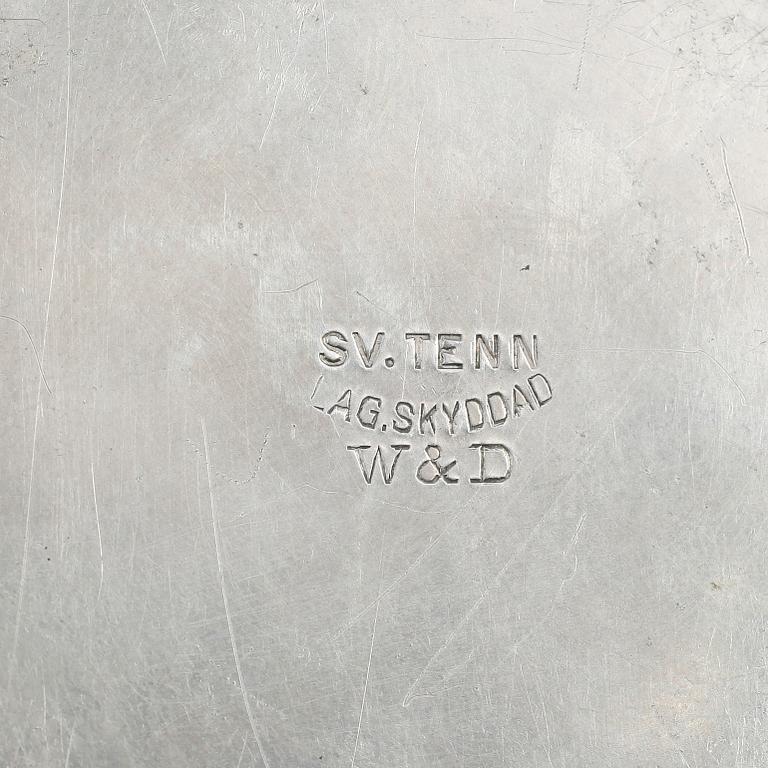 SV. TENN
LAG. SKYDDAD
W & D